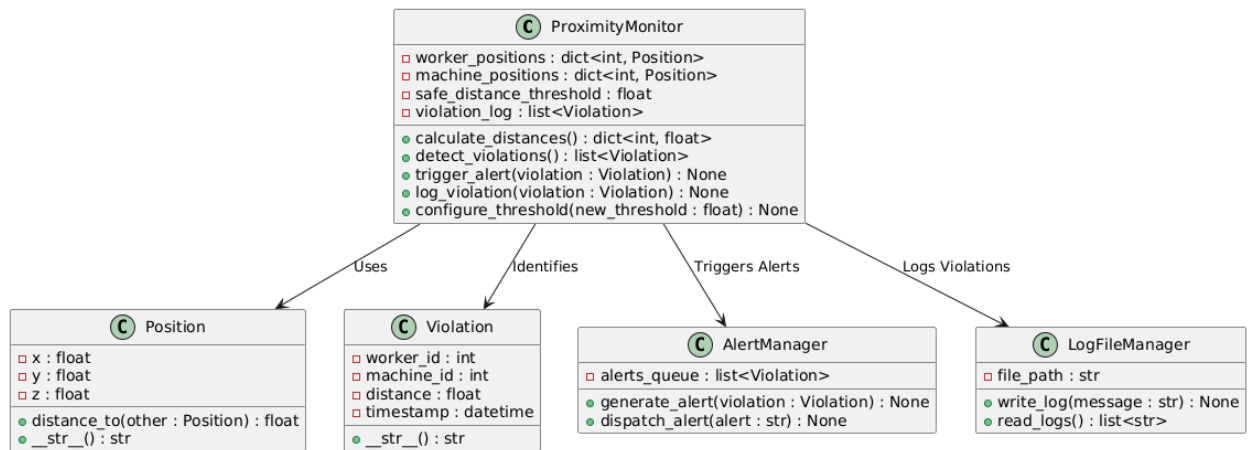 C ProximityMonitor
worker_positions : dict<int, Position>
machine_positions : dict<int, Position>
safe_distance_threshold : float
violation_log : list<Violation>
calculate_distances() : dict<int, float>
detect_violations() : list<Violation>
trigger_alert(violation : Violation) : None
log_violation(violation : Violation) : None
configure_threshold(new_threshold : float) : None
Uses
Identifies
Triggers Alerts
Logs Violations
C Position
x : float
y : float
z : float
distance_to(other : Position) : float
__str__() : str
C Violation
worker_id : int
machine_id : int
distance : float
timestamp : datetime
__str__() : str
C AlertManager
alerts_queue : list<Violation>
generate_alert(violation : Violation) : None
dispatch_alert(alert : str) : None
C LogFileManager
file_path : str
write_log(message : str) : None
read_logs() : list<str>